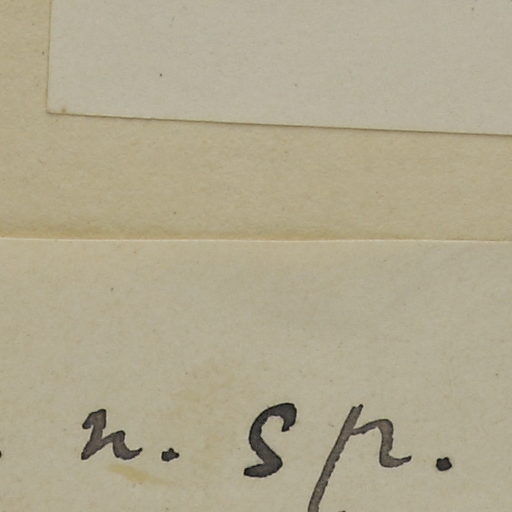 . n. sp.